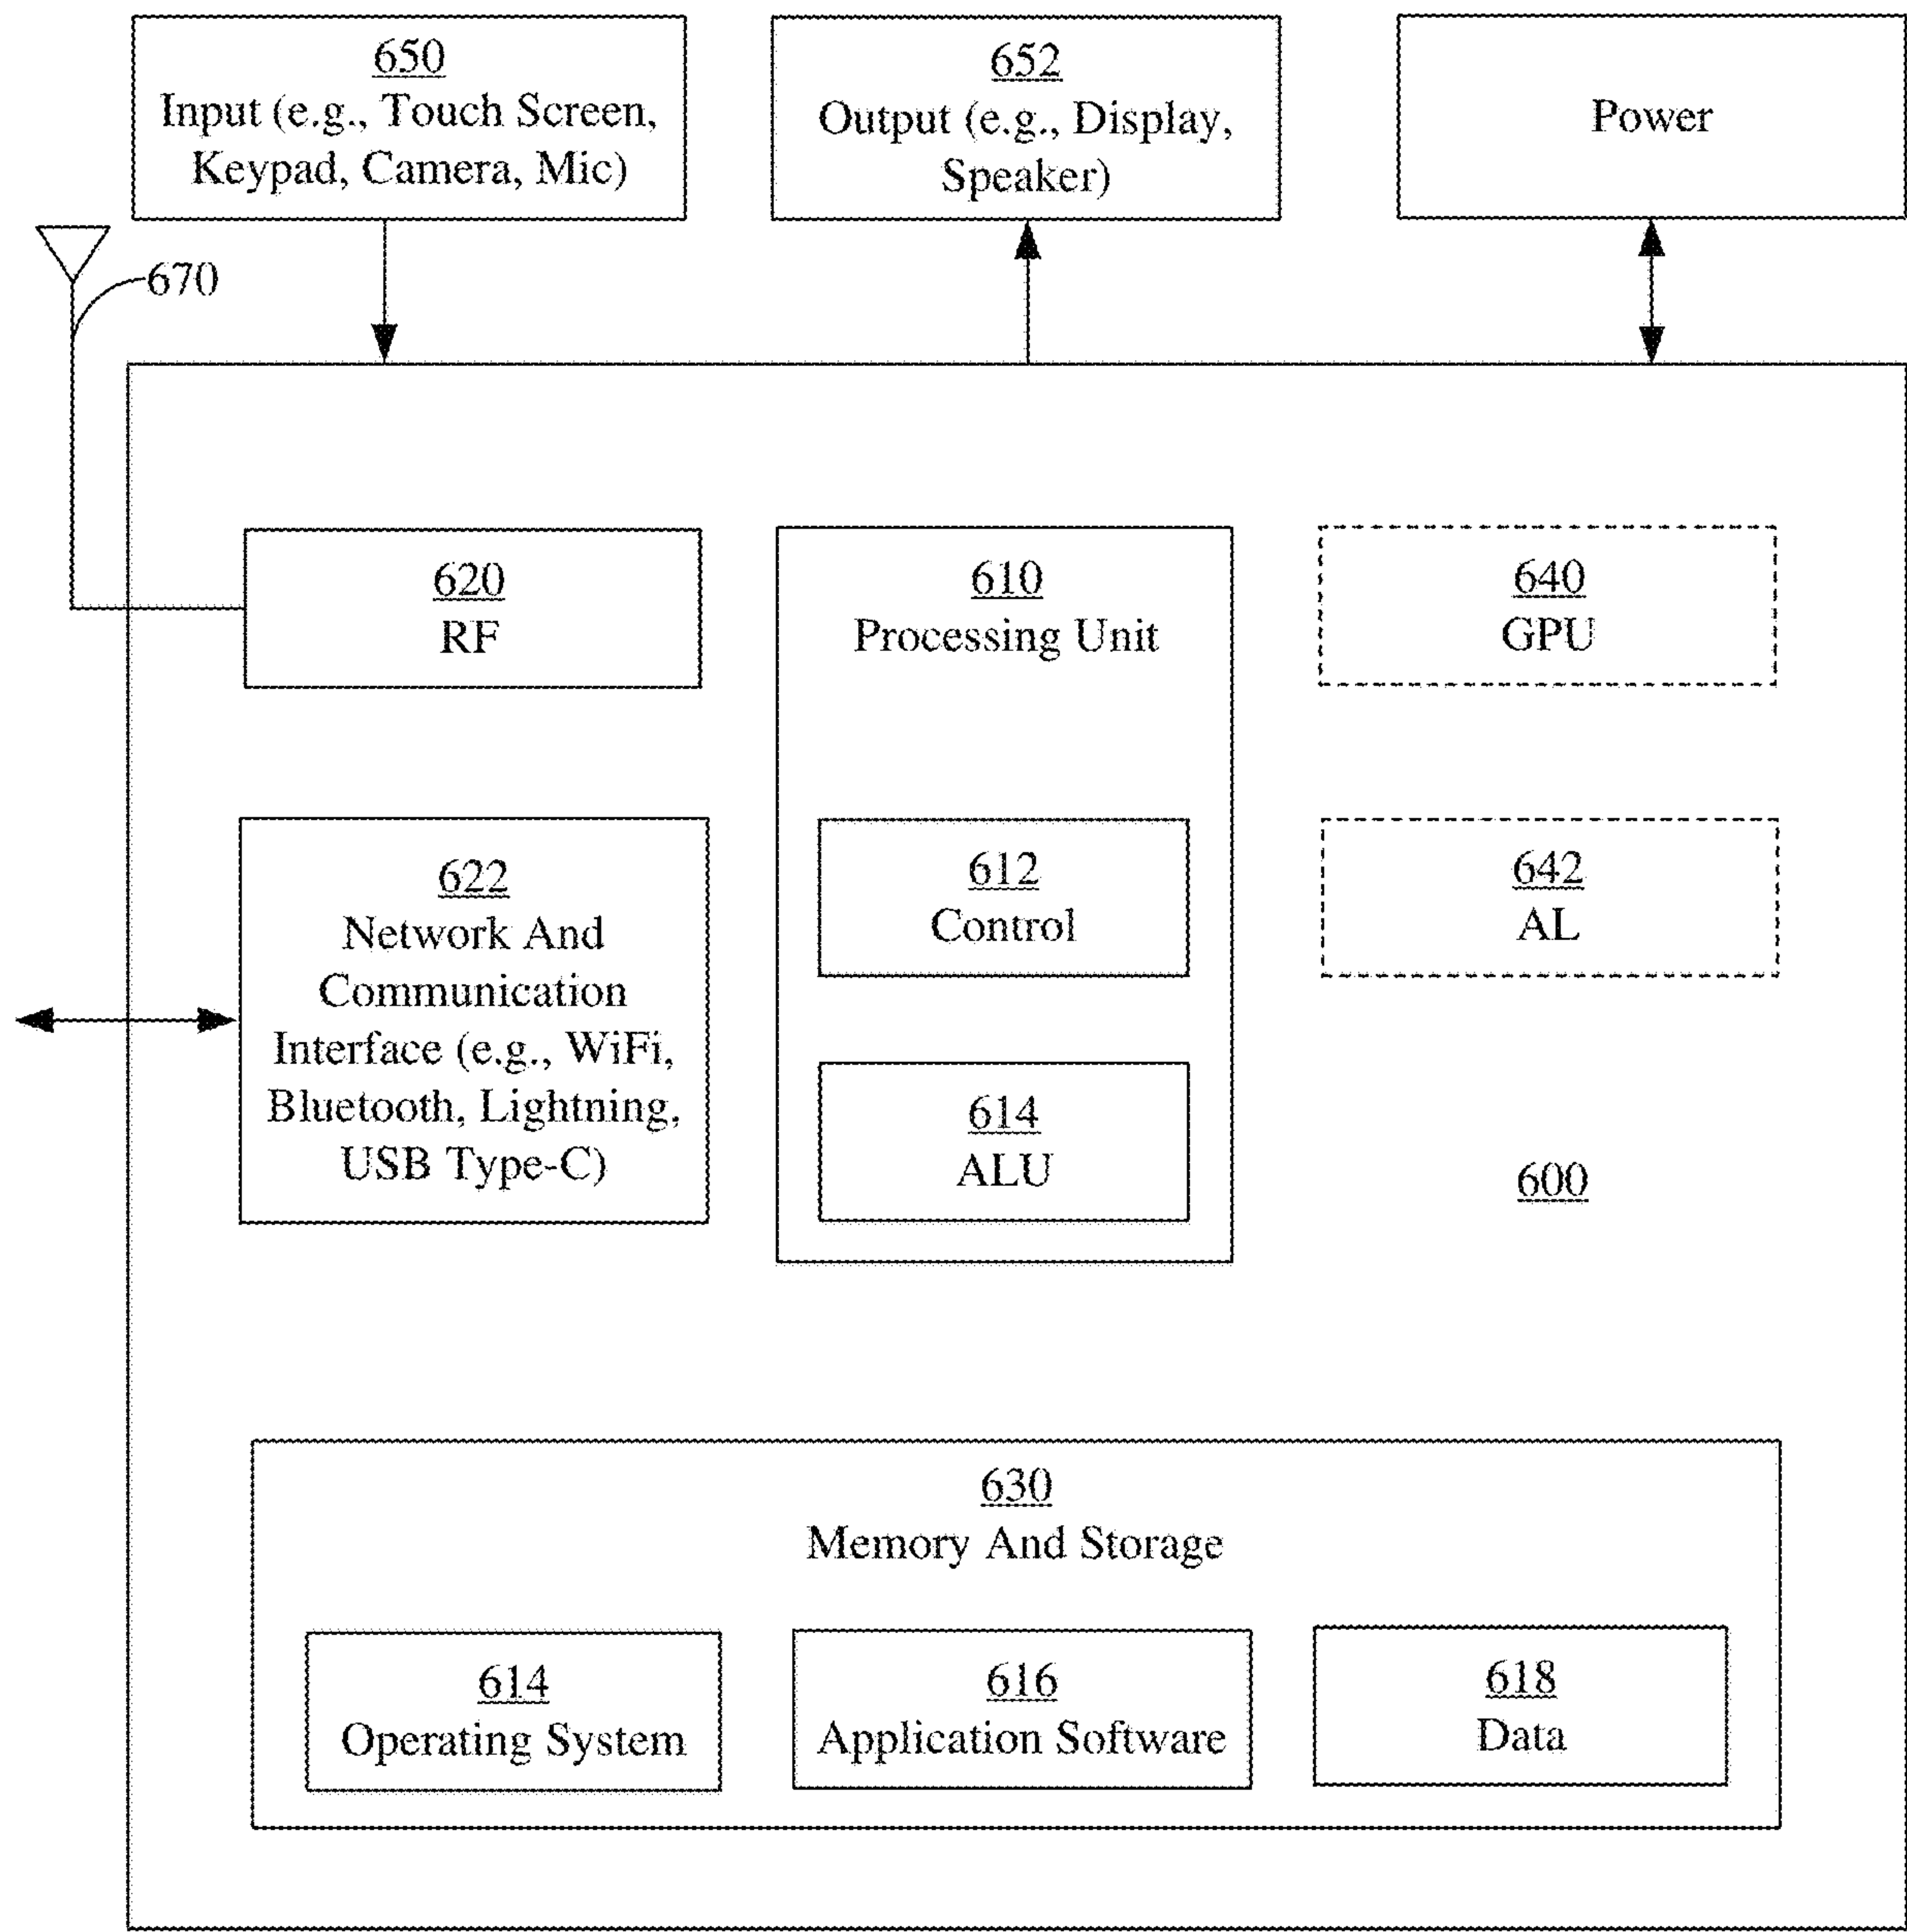 650
Input (e.g., Touch Screen,
Keypad, Camera, Mic)
652
Output (e.g., Display,
Speaker)
Power
670
620
RF
610
Processing Unit
640
GPU
622
Network And
Communication
Interface (e.g., WiFi,
Bluetooth, Lightning,
USB Type-C)
612
Control
642
AL
614
ALU
600
630
Memory And Storage
614
Operating System
616
Application Software
618
Data